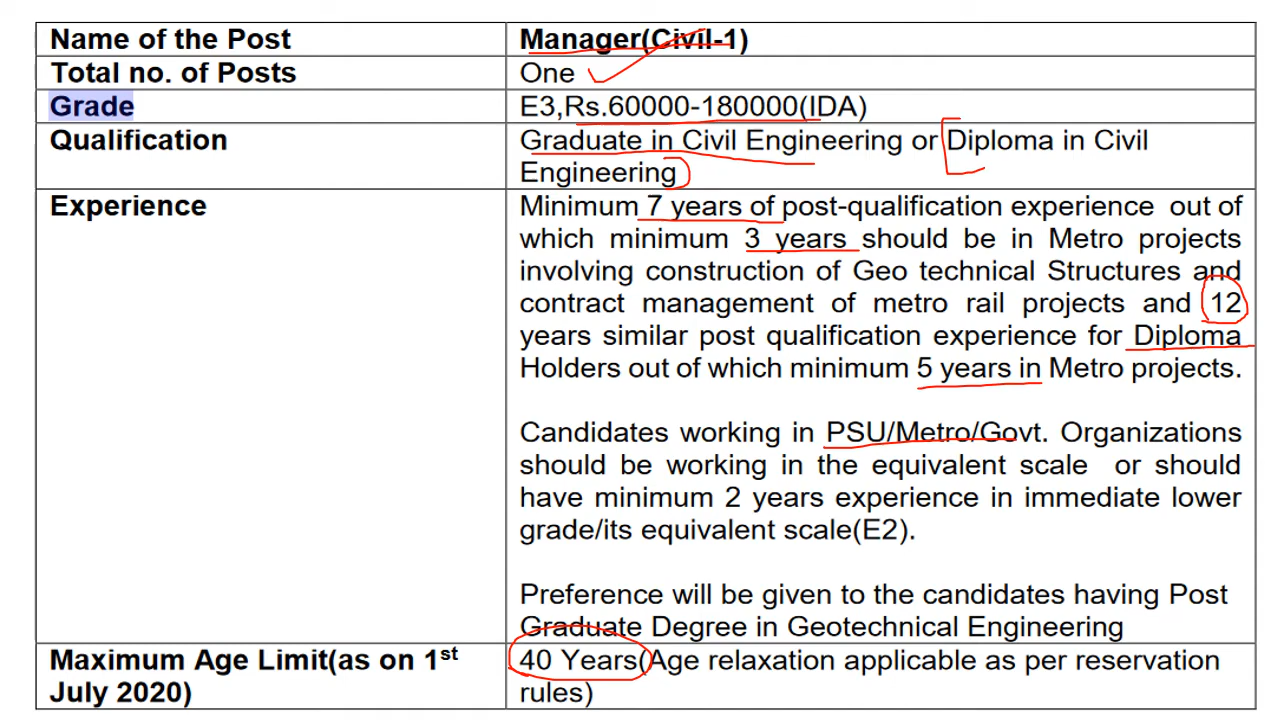 Name of the Post Manager(Civil-1)
Total no. of Posts One
Grade E3,Rs.60000-180000(IDA)
Qualification Graduate in Civil Engineering or Diploma in Civil
Engineering
Experience Minimum 7 years of post-qualification experience out of
which minimum 3 years should be in Metro projects
involving construction of Geo technical Structures and
contract management of metro rail projects and 12
years similar post qualification experience for Diploma
Holders out of which minimum 5 years in Metro projects.
Candidates working in PSU/Metro/Govt. Organizations
should be working in the equivalent scale or should
have minimum 2 years experience in immediate lower
grade/its equivalent scale(E2).
Preference will be given to the candidates having Post
Graduate Degree in Geotechnical Engineering
Maximum Age Limit(as on 1st 40 Years(Age relaxation applicable as per reservation
July 2020) rules)